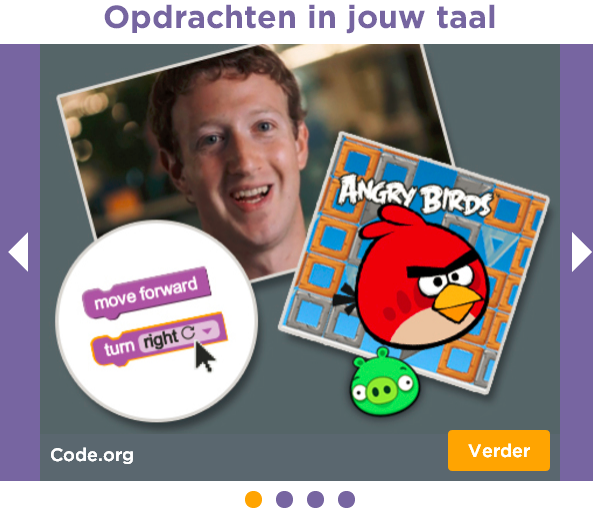 Opdrachten in jouw taal
ANGRY BIRDS
move forward
turn right
Code.org
Verder